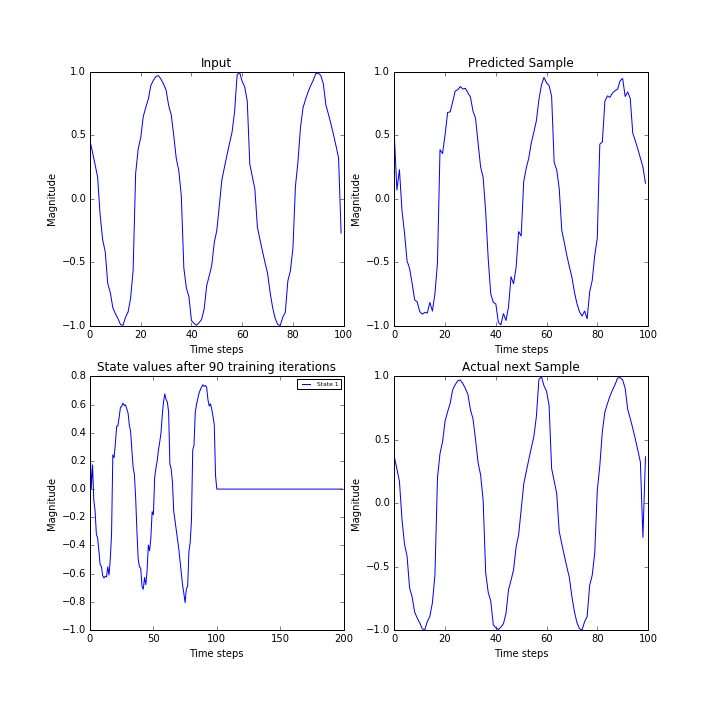 Input
Magnitude
1.0
0.5
0.0
−0.5
−1.0
0 20 40 60 80 100
Time steps
Predicted Sample
Magnitude
1.0
0.5
0.0
−0.5
−1.0
0 20 40 60 80 100
Time steps
State values after 90 training iterations
Magnitude
0.8
0.6
0.4
0.2
0.0
−0.2
−0.4
−0.6
−0.8
−1.0
State 1
0 50 100 150 200
Time steps
Actual next Sample
Magnitude
1.0
0.5
0.0
−0.5
−1.0
0 20 40 60 80 100
Time steps